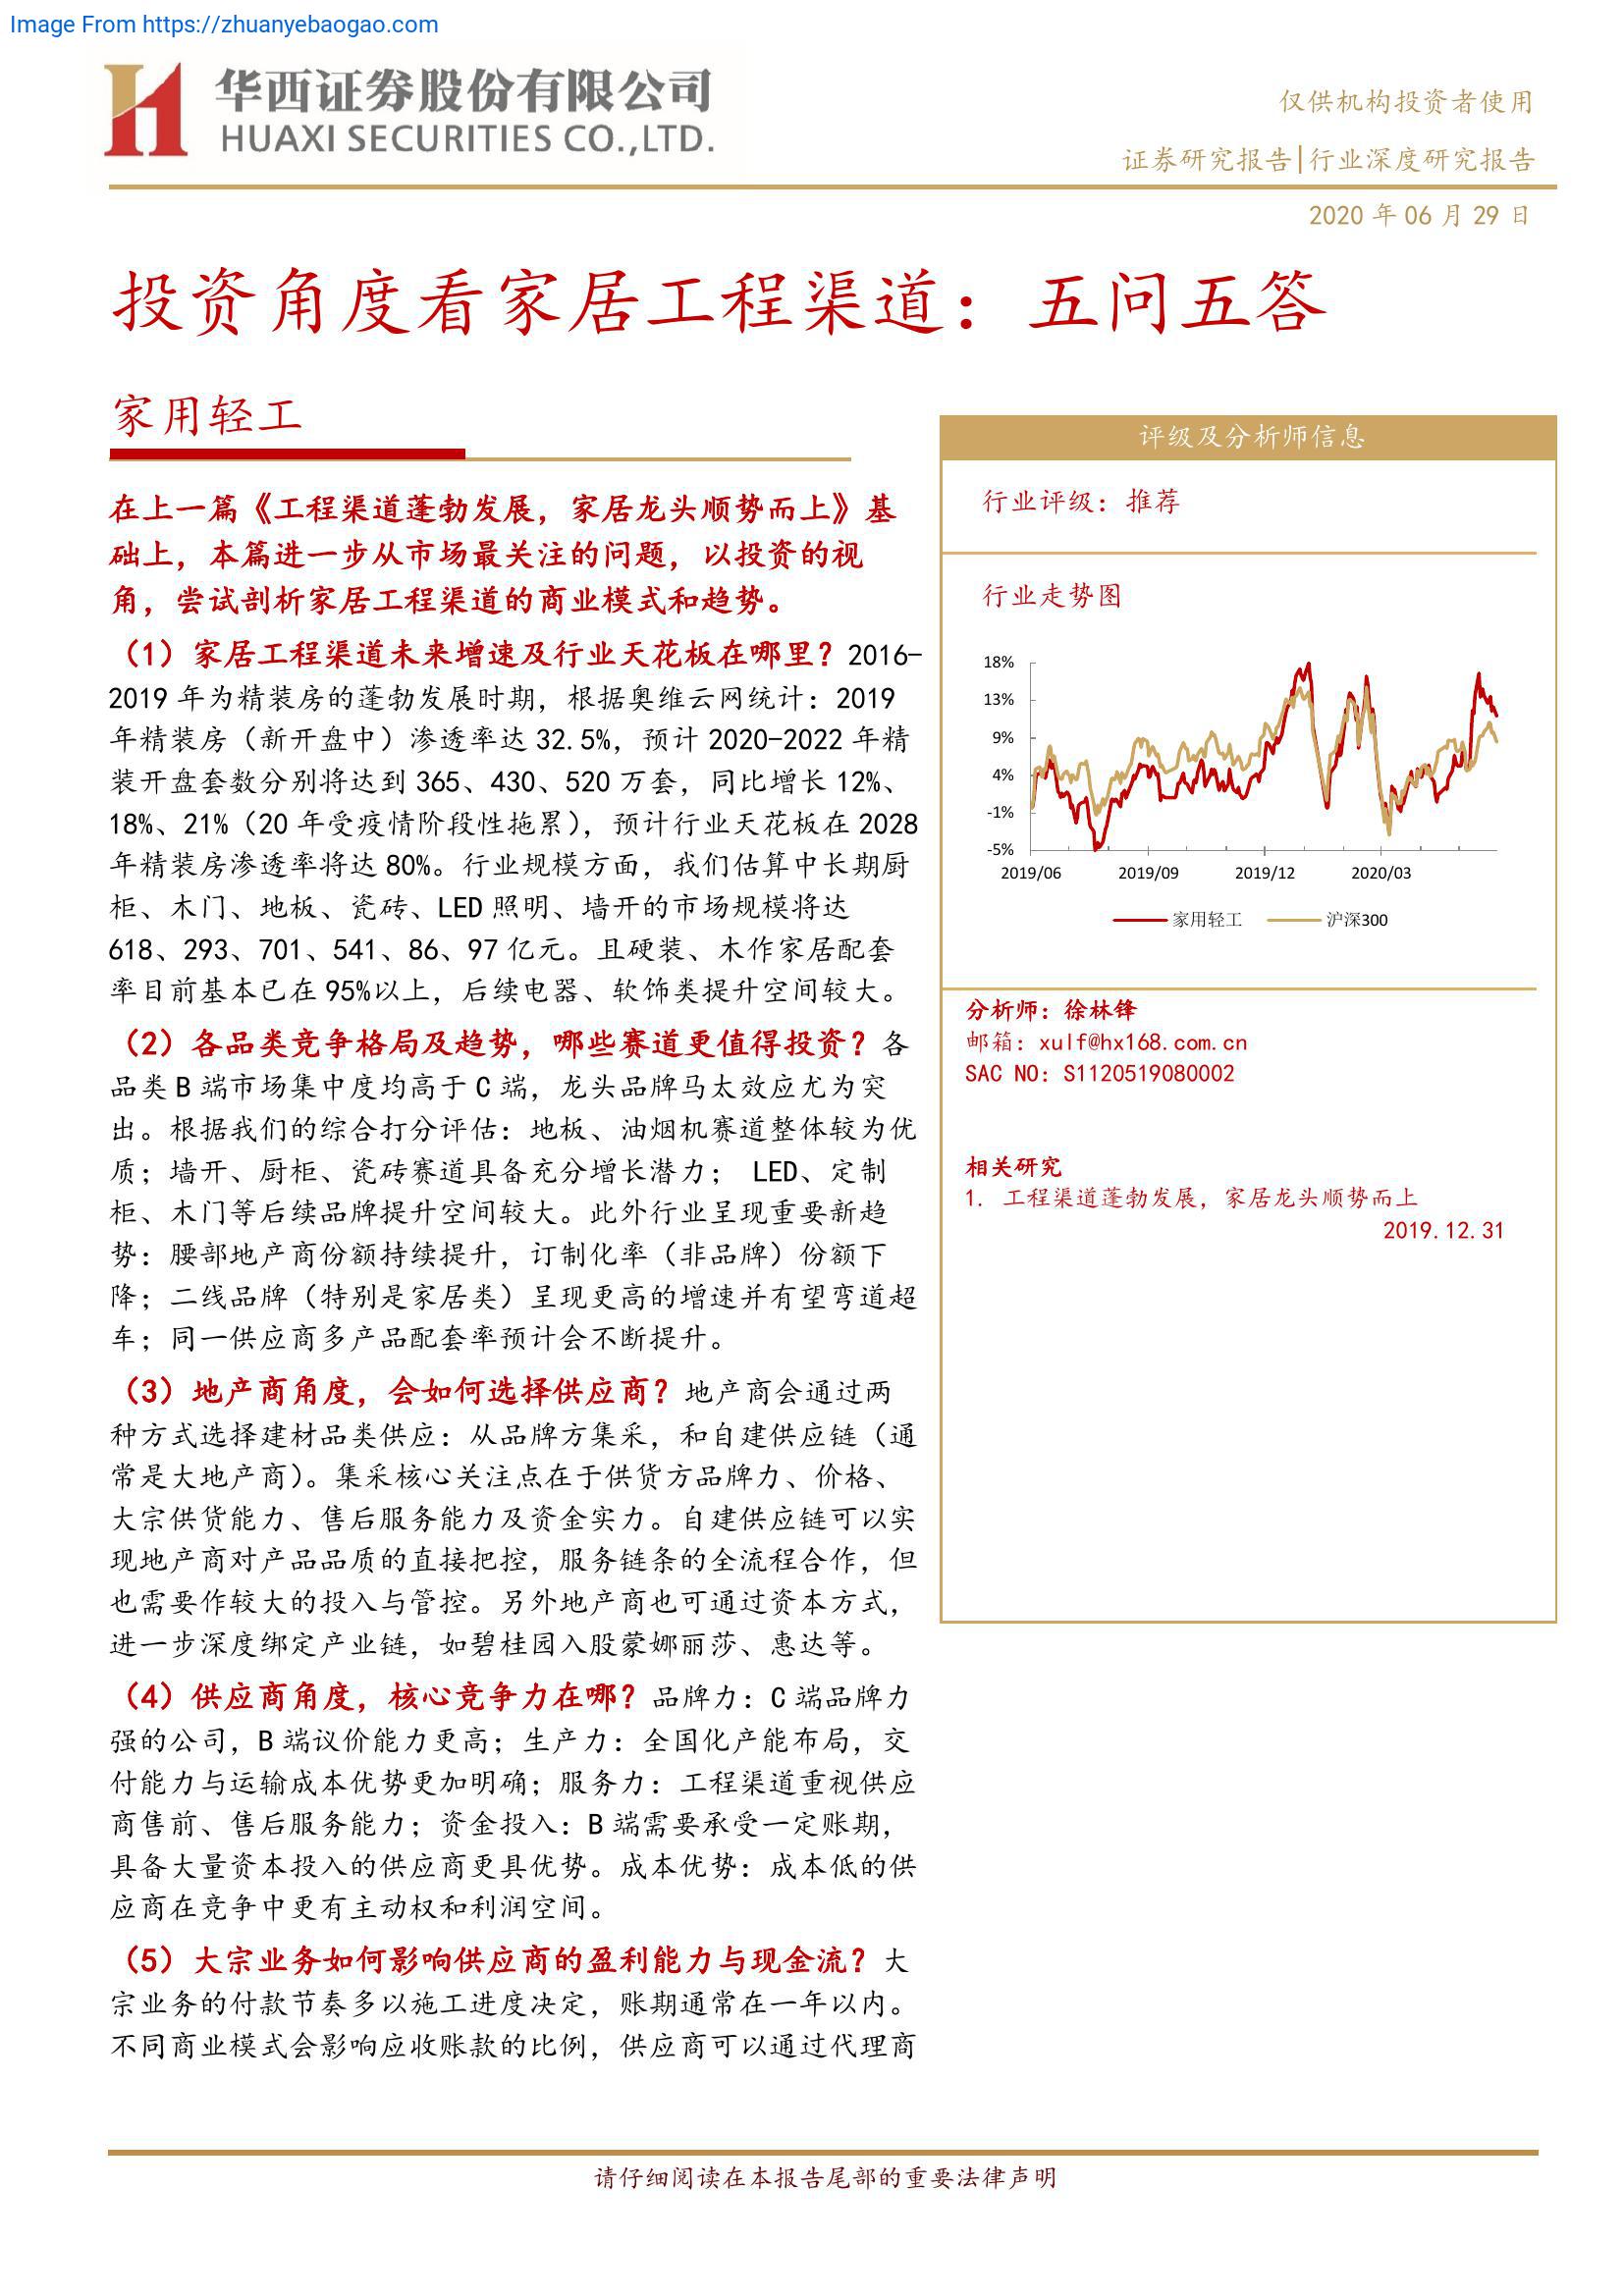 Image From https://zhuanyebaogao.com
华西证券股份有限公司
HUAXI SECURITIES CO.,LTD.
仅供机构投资者使用
证券研究报告|行业深度研究报告
2020 年 06 月 29 日
投资角度看家居工程渠道：五问五答
家用轻工
在上一篇《工程渠道蓬勃发展，家居龙头顺势而上》基
础上，本篇进一步从市场最关注的问题，以投资的视
角，尝试剖析家居工程渠道的商业模式和趋势。
（1）家居工程渠道未来增速及行业天花板在哪里？2016-
2019 年为精装房的蓬勃发展时期，根据奥维云网统计：2019
年精装房（新开盘中）渗透率达 32.5%，预计 2020-2022 年精
装开盘套数分别将达到 365、430、520 万套，同比增长 12%、
18%、21%（20 年受疫情阶段性拖累），预计行业天花板在 2028
年精装房渗透率将达 80%。行业规模方面，我们估算中长期厨
柜、木门、地板、瓷砖、LED 照明、墙开的市场规模将达
618、293、701、541、86、97 亿元。且硬装、木作家居配套
率目前基本已在 95%以上，后续电器、软饰类提升空间较大。
（2）各品类竞争格局及趋势，哪些赛道更值得投资？各
品类 B 端市场集中度均高于 C 端，龙头品牌马太效应尤为突
出。根据我们的综合打分评估：地板、油烟机赛道整体较为优
质；墙开、厨柜、瓷砖赛道具备充分增长潜力； LED、定制
柜、木门等后续品牌提升空间较大。此外行业呈现重要新趋
势：腰部地产商份额持续提升，订制化率（非品牌）份额下
降；二线品牌（特别是家居类）呈现更高的增速并有望弯道超
车；同一供应商多产品配套率预计会不断提升。
（3）地产商角度，会如何选择供应商？地产商会通过两
种方式选择建材品类供应：从品牌方集采，和自建供应链（通
常是大地产商）。集采核心关注点在于供货方品牌力、价格、
大宗供货能力、售后服务能力及资金实力。自建供应链可以实
现地产商对产品品质的直接把控，服务链条的全流程合作，但
也需要作较大的投入与管控。另外地产商也可通过资本方式，
进一步深度绑定产业链，如碧桂园入股蒙娜丽莎、惠达等。
（4）供应商角度，核心竞争力在哪？品牌力：C 端品牌力
强的公司，B 端议价能力更高；生产力：全国化产能布局，交
付能力与运输成本优势更加明确；服务力：工程渠道重视供应
商售前、售后服务能力；资金投入：B 端需要承受一定账期，
具备大量资本投入的供应商更具优势。成本优势：成本低的供
应商在竞争中更有主动权和利润空间。
（5）大宗业务如何影响供应商的盈利能力与现金流？大
宗业务的付款节奏多以施工进度决定，账期通常在一年以内。
不同商业模式会影响应收账款的比例，供应商可以通过代理商
评级及分析师信息
行业评级：推荐
行业走势图
18%
13%
9%
4%
-1%
-5%
2019/06 2019/09 2019/12 2020/03
家用轻工 沪深300
分析师：徐林锋
邮箱：xulf@hx168.com.cn
SAC NO：S1120519080002
相关研究
1. 工程渠道蓬勃发展，家居龙头顺势而上
2019.12.31
请仔细阅读在本报告尾部的重要法律声明